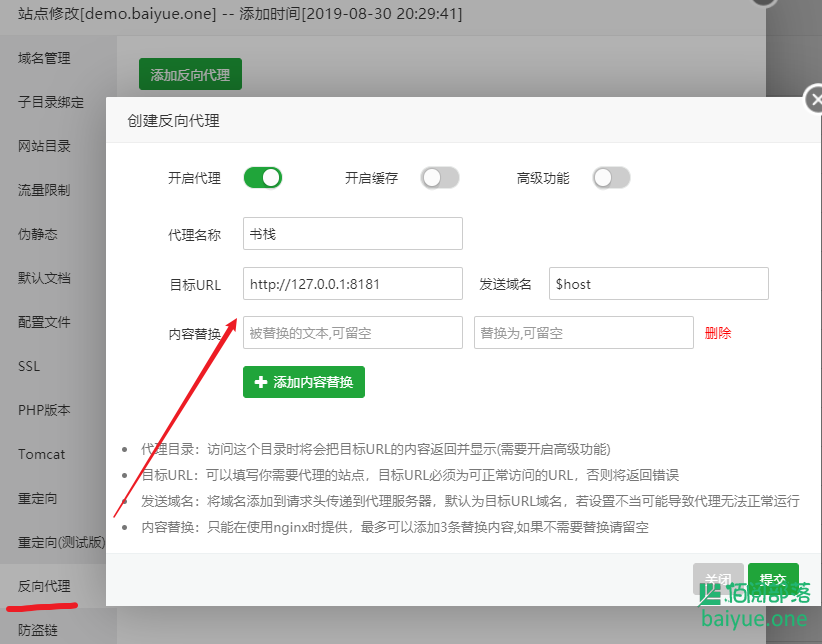 站点修改[demo.baiyue.one] -- 添加时间[2019-08-30 20:29:41]
域名管理
子目录绑定
网站目录
流量限制
伪静态
默认文档
配置文件
SSL
PHP版本
Tomcat
重定向
重定向(测试版)
反向代理
防盗链
添加反向代理
创建反向代理
开启代理 开启缓存 高级功能
代理名称 书栈
目标URL http://127.0.0.1:8181 发送域名 $host
内容替换 被替换的文本,可留空 替换为,可留空 删除
添加内容替换
代理目录：访问这个目录时将会把目标URL的内容返回并显示(需要开启高级功能)
目标URL：可以填写你需要代理的站点，目标URL必须为可正常访问的URL，否则将返回错误
发送域名：将域名添加到请求头传递到代理服务器，默认为目标URL域名，若设置不当可能导致代理无法正常运行
内容替换：只能在使用nginx时提供，最多可以添加3条替换内容,如果不需要替换请留空
关闭 提交
佰阅部落
baiyue.one